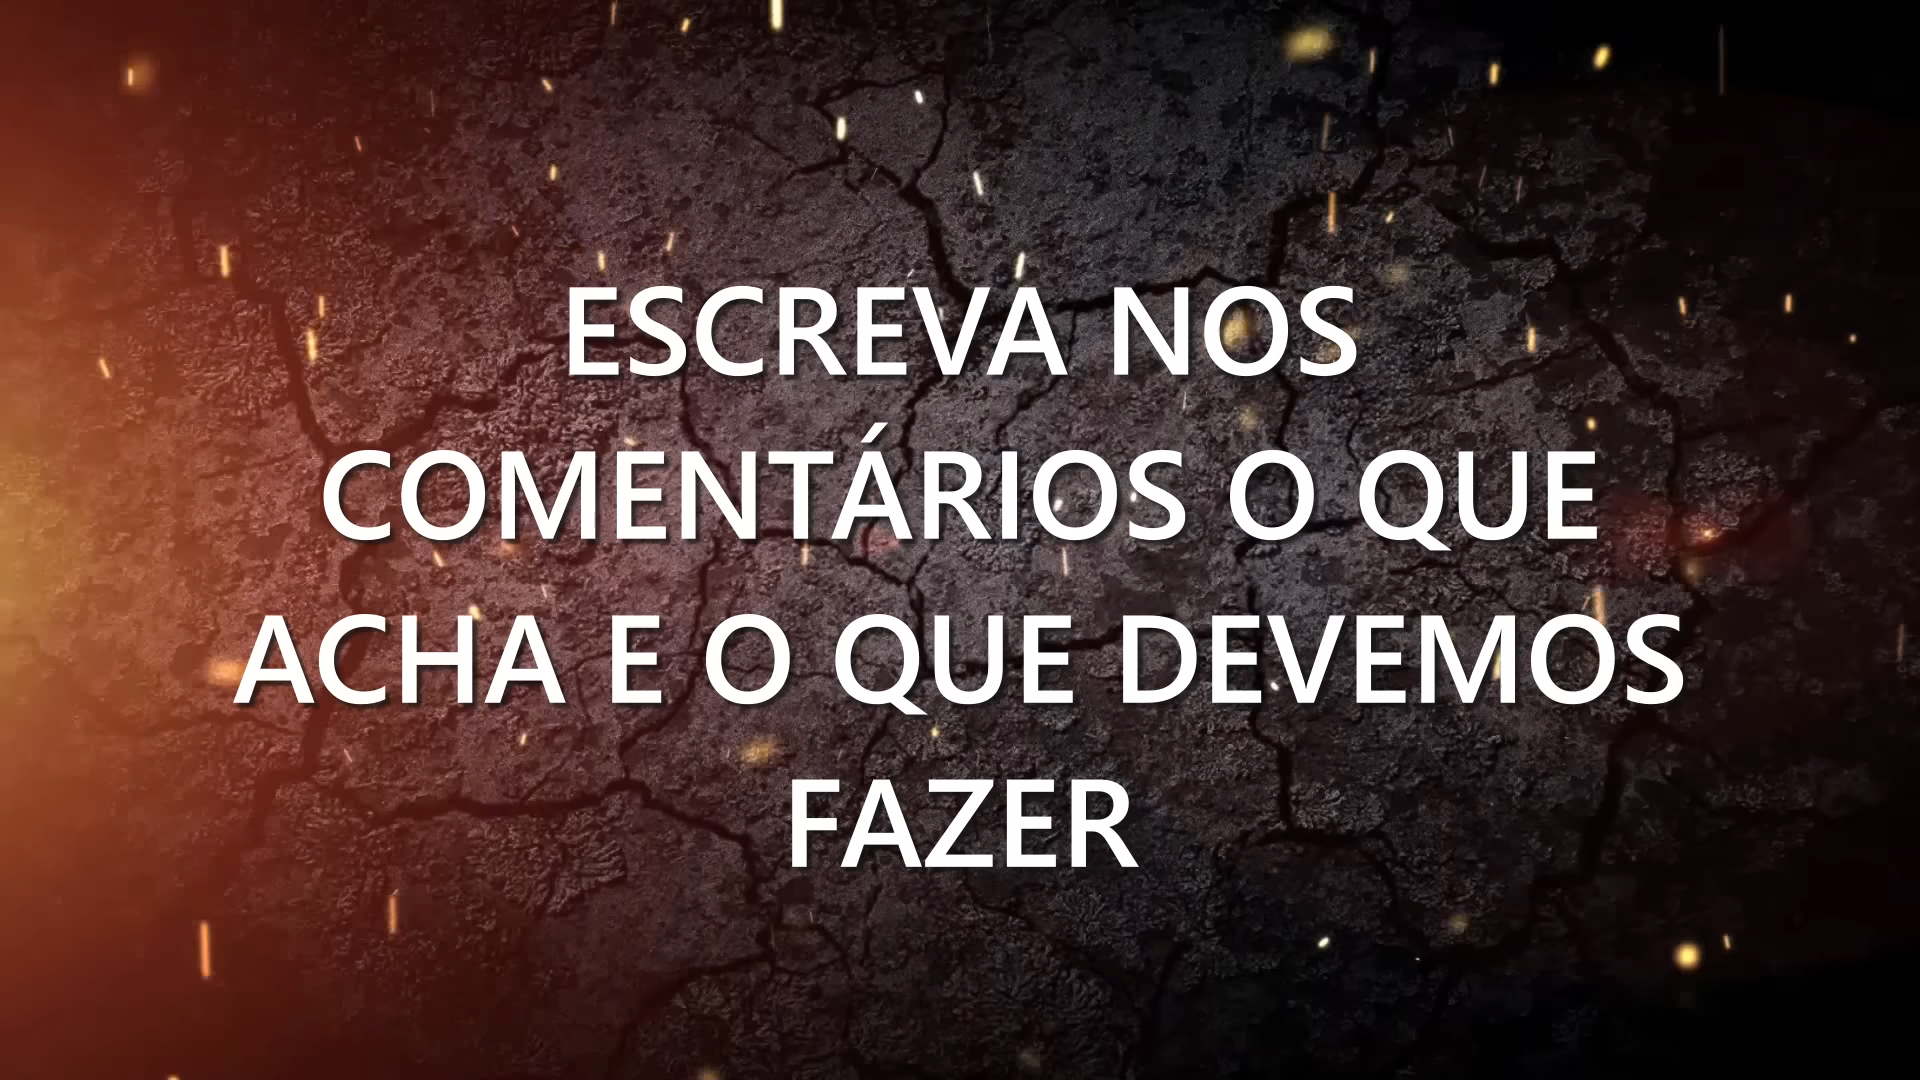 ESCREVA NOS
COMENTÁRIOS O QUE
ACHA E O QUE DEVEMOS
FAZER